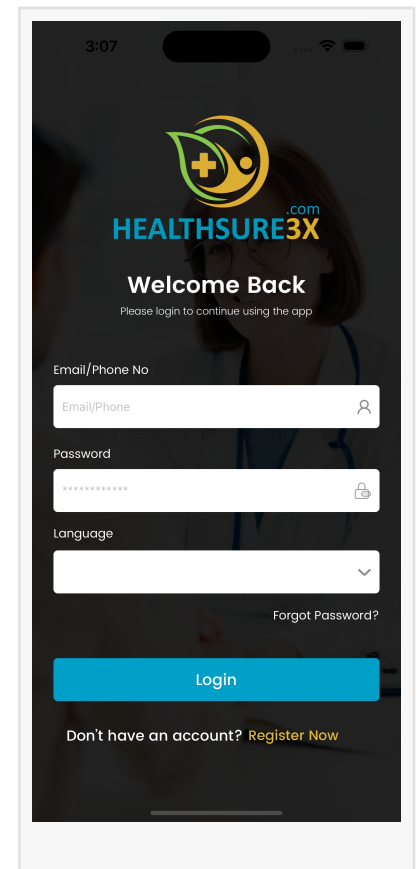 3:07
.com
HEALTHSURE3X
Welcome Back
Please login to continue using the app
Email/Phone No
Email/Phone
Password
************
Language
Forgot Password?
Login
Don't have an account? Register Now